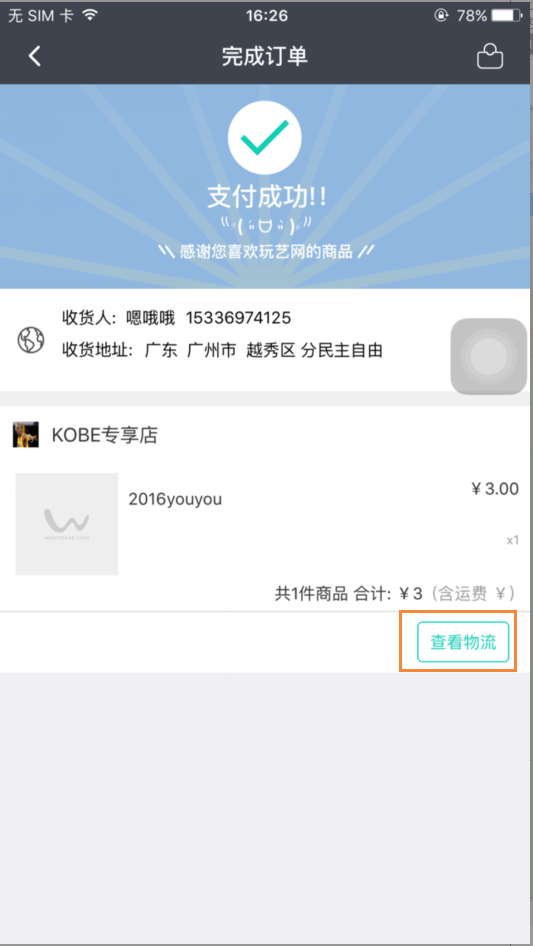 无 SIM 卡 16:26 78%
完成订单
支付成功!!
感谢您喜欢玩艺网的商品
收货人: 嗯哦哦 15336974125
收货地址: 广东 广州市 越秀区 分民主自由
KOBE专享店
2016youyou ￥3.00
x1
共1件商品 合计: ￥3 (含运费 ￥)
查看物流